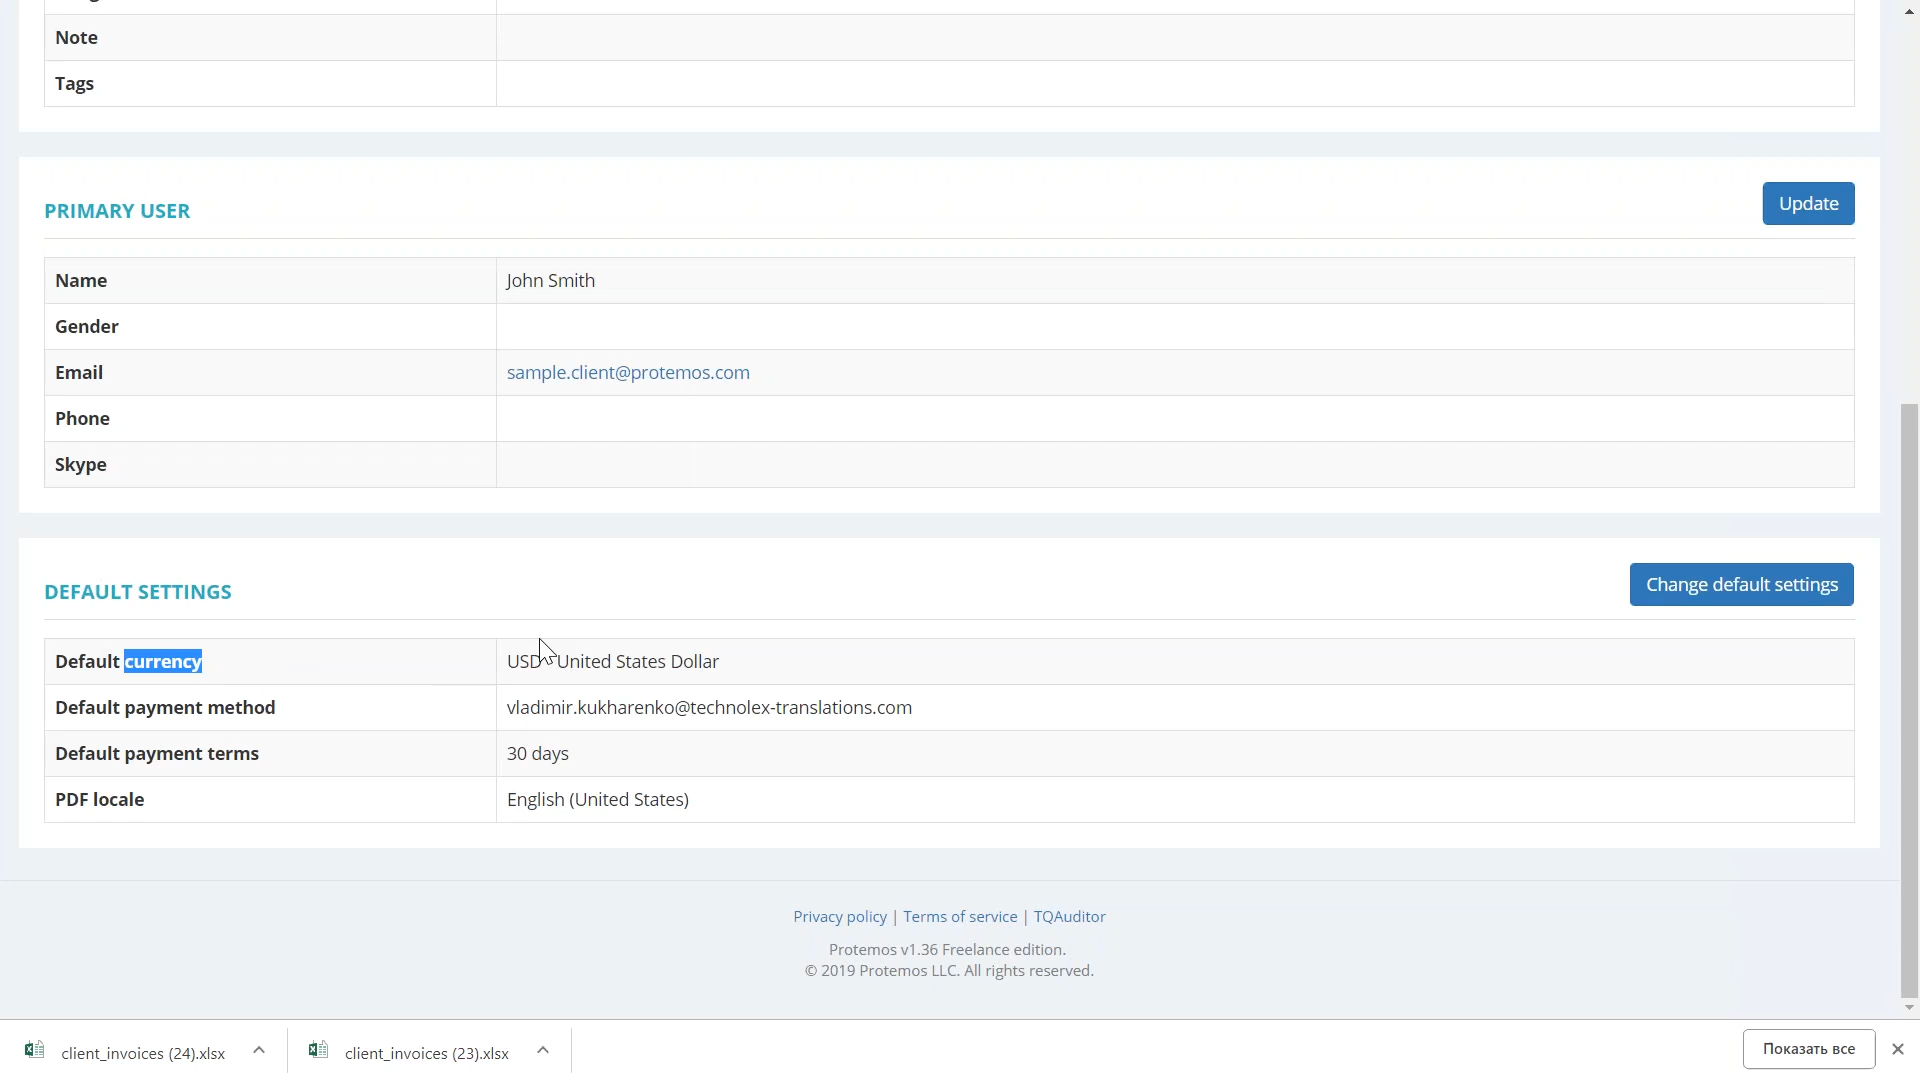 Note
Tags
PRIMARY USER
Update
Name John Smith
Gender
Email sample.client@protemos.com
Phone
Skype
DEFAULT SETTINGS
Change default settings
Default currency USD United States Dollar
Default payment method vladimir.kukharenko@technolex-translations.com
Default payment terms 30 days
PDF locale English (United States)
Privacy policy | Terms of service | TQAuditor
Protemos v1.36 Freelance edition.
© 2019 Protemos LLC. All rights reserved.
client_invoices (24).xlsx
client_invoices (23).xlsx
Показать все